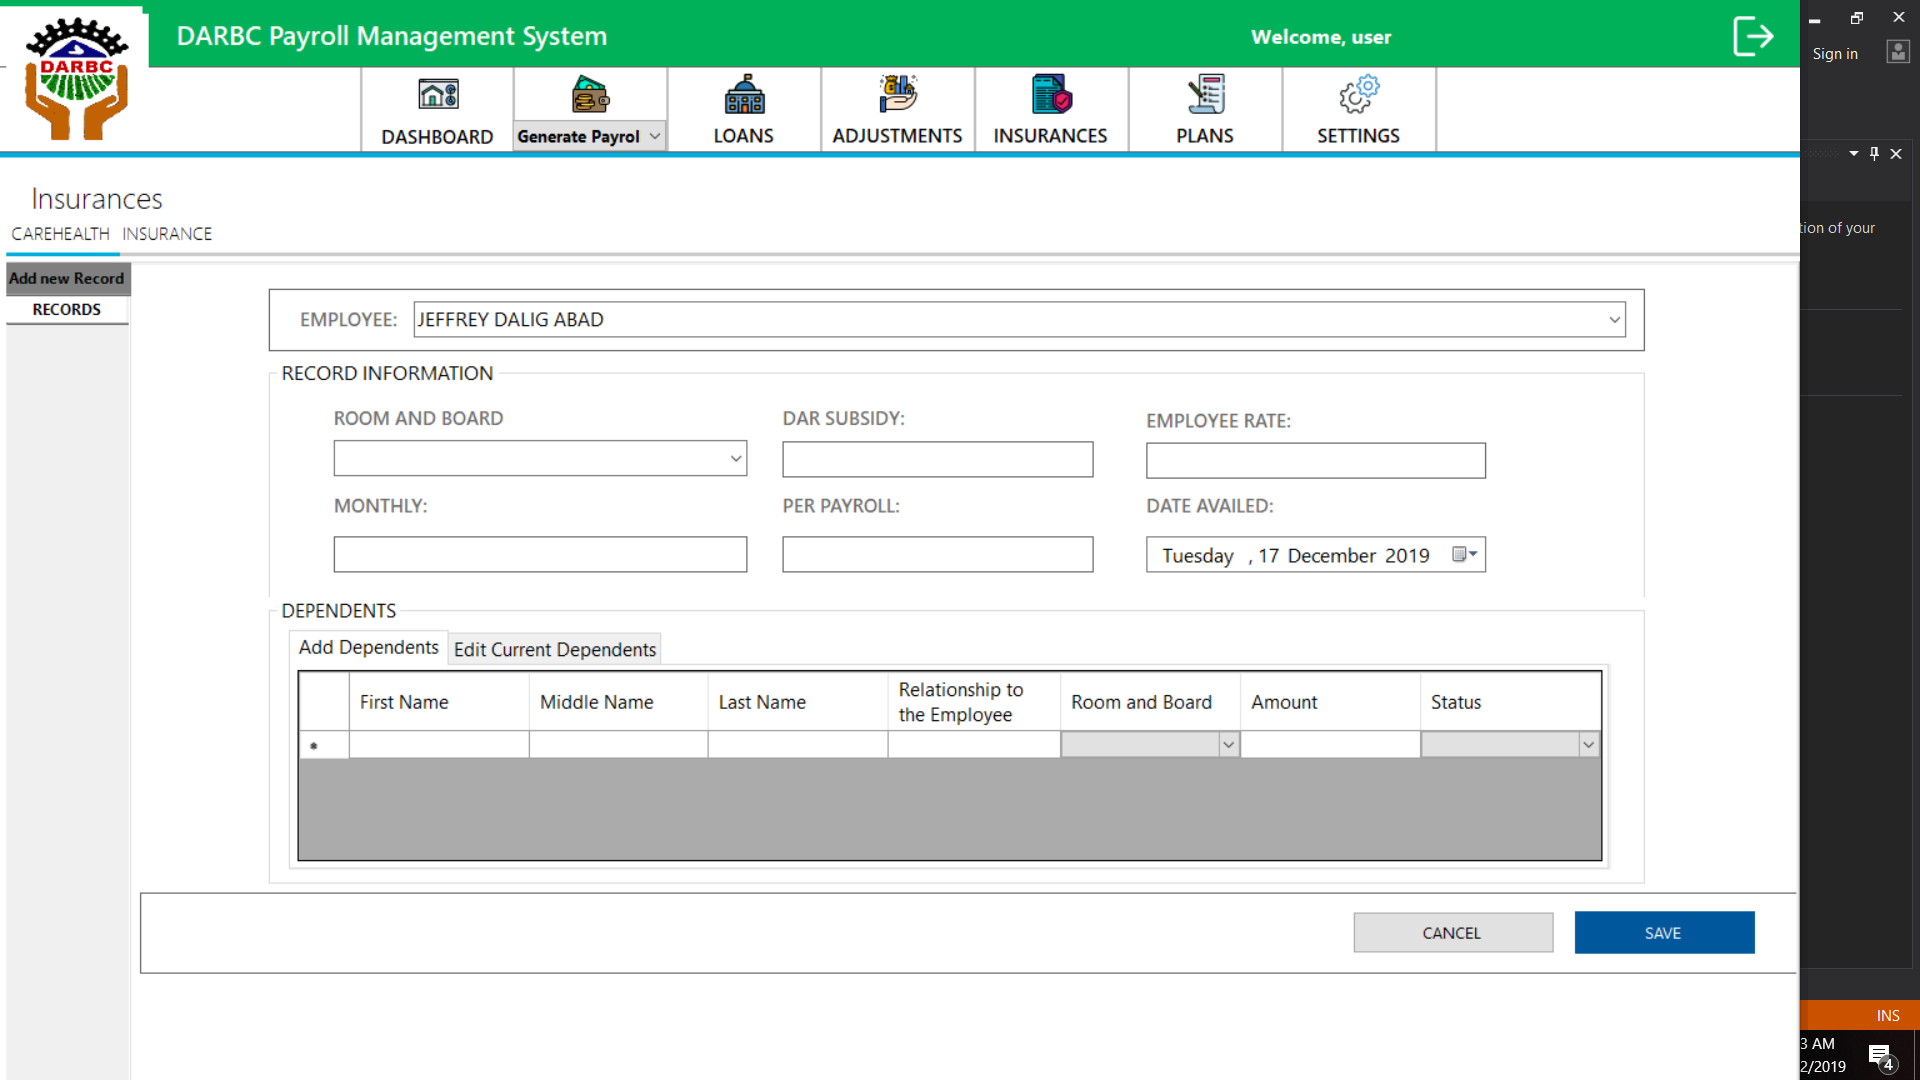 DARBC
DARBC Payroll Management System
Welcome, user
Sign in
DASHBOARD
Generate Payrol
LOANS
ADJUSTMENTS
INSURANCES
PLANS
SETTINGS
Insurances
CAREHEALTH INSURANCE
tion of your
Add new Record
RECORDS
EMPLOYEE: JEFFREY DALIG ABAD
RECORD INFORMATION
ROOM AND BOARD
DAR SUBSIDY:
EMPLOYEE RATE:
MONTHLY:
PER PAYROLL:
DATE AVAILED:
Tuesday , 17 December 2019
DEPENDENTS
Add Dependents
Edit Current Dependents
First Name
Middle Name
Last Name
Relationship to
the Employee
Room and Board
Amount
Status
CANCEL
SAVE
INS
3 AM
2/2019
4